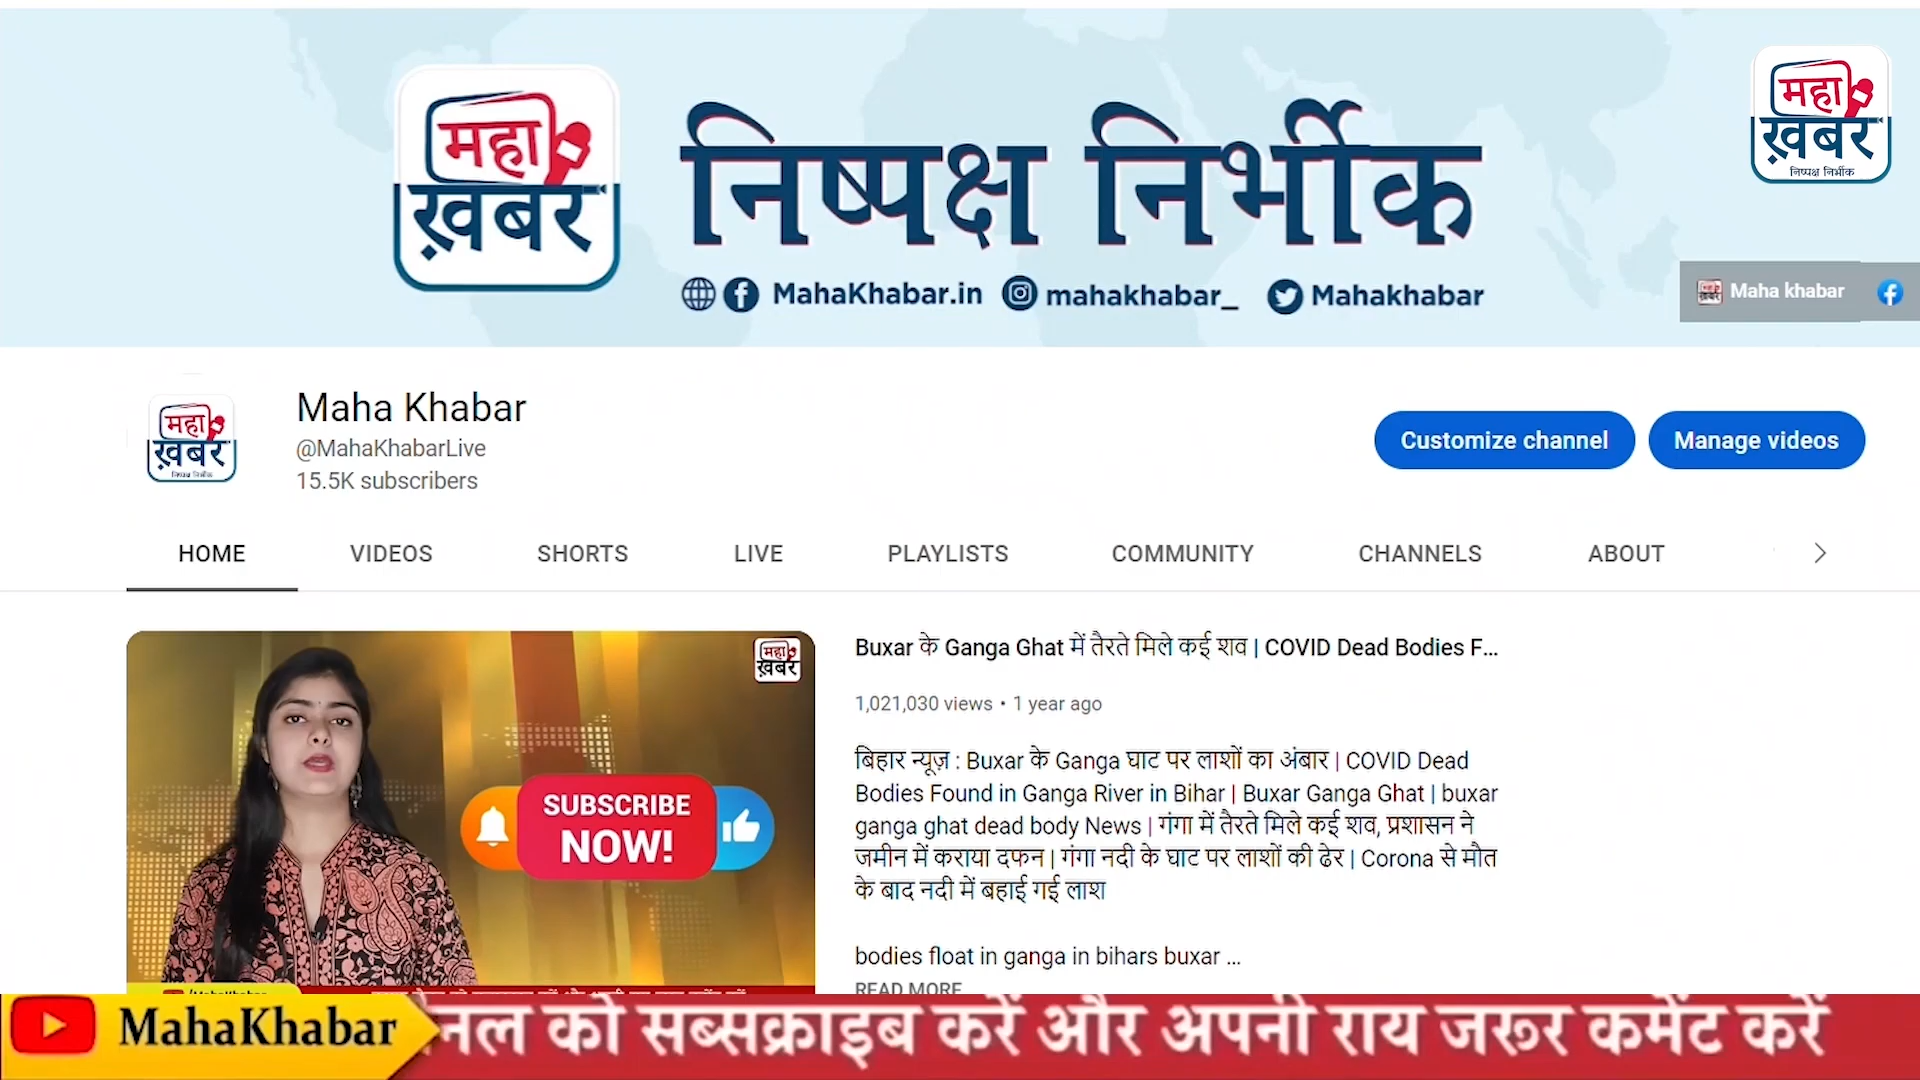 महा
ख़बर
निष्पक्ष निर्भीक
MahaKhabar.in mahakhabar_ Mahakhabar
महा
ख़बर
निष्पक्ष निर्भीक
Maha khabar
महा
ख़बर
निष्पक्ष निर्भीक
Maha Khabar
@MahaKhabarLive
15.5K subscribers
Customize channel
Manage videos
HOME VIDEOS SHORTS LIVE PLAYLISTS COMMUNITY CHANNELS ABOUT
महा
ख़बर
SUBSCRIBE
NOW!
Buxar के Ganga Ghat में तैरते मिले कई शव | COVID Dead Bodies F...
1,021,030 views • 1 year ago
बिहार न्यूज़ : Buxar के Ganga घाट पर लाशों का अंबार | COVID Dead
Bodies Found in Ganga River in Bihar | Buxar Ganga Ghat | buxar
ganga ghat dead body News | गंगा में तैरते मिले कई शव, प्रशासन ने
जमीन में कराया दफन | गंगा नदी के घाट पर लाशों की ढेर | Corona से मौत
के बाद नदी में बहाई गई लाश
bodies float in ganga in bihars buxar ...
READ MORE
MahaKhabar
नल को सब्सक्राइब करें और अपनी राय जरूर कमेंट करें